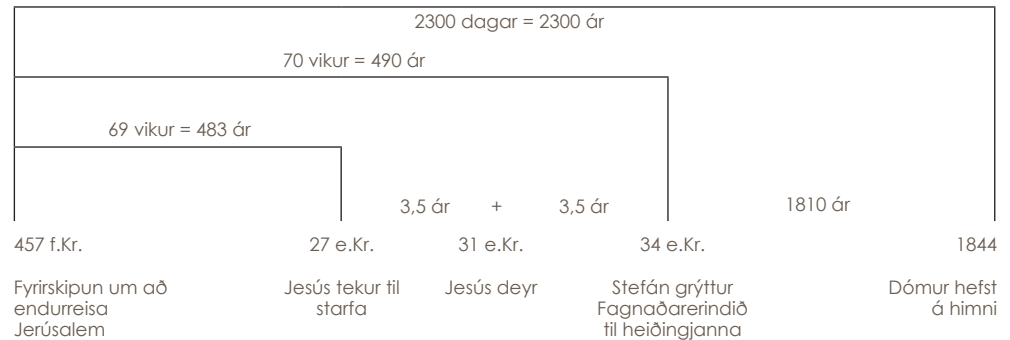 2300 dagar = 2300 ár
70 vikur = 490 ár
69 vikur = 483 ár
3,5 ár + 3,5 ár 1810 ár
457 f.Kr. 27 e.Kr. 31 e.Kr. 34 e.Kr. 1844
Fyrirskipun um að Jesús tekur til Jesús deyr Stefán grýttur Dómur hefst
endurreisa starfa Fagnaðarerindið á himni
Jerúsalem til heiðingjanna